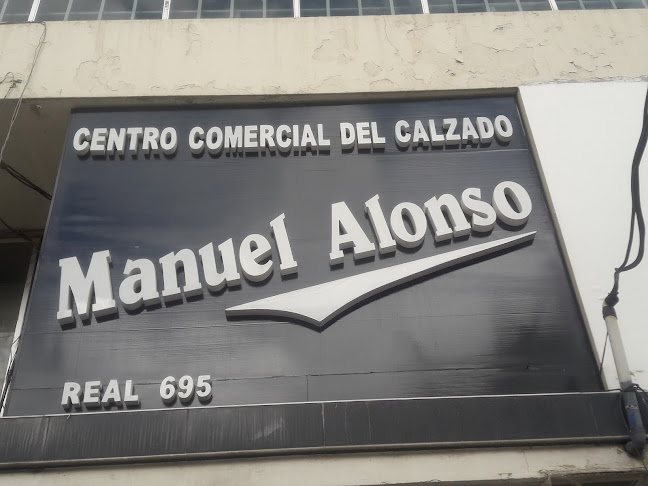 CENTRO COMERCIAL DEL CALZADO
Manuel Alonso
REAL 695